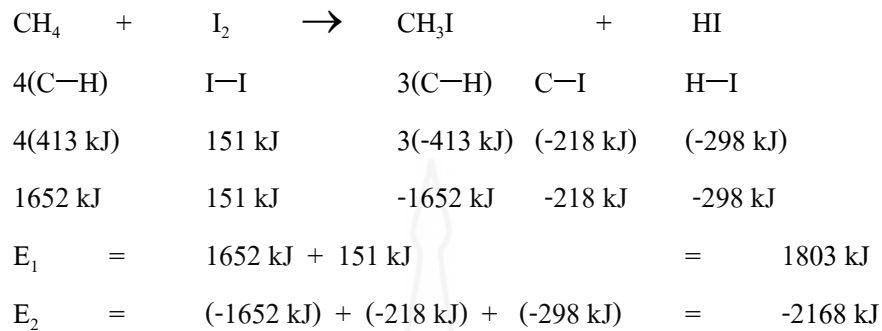 CH₄ + I₂ → CH₃I + HI
4(C—H) I—I 3(C—H) C—I H—I
4(413 kJ) 151 kJ 3(-413 kJ) (-218 kJ) (-298 kJ)
1652 kJ 151 kJ -1652 kJ -218 kJ -298 kJ
E₁ = 1652 kJ + 151 kJ = 1803 kJ
E₂ = (-1652 kJ) + (-218 kJ) + (-298 kJ) = -2168 kJ